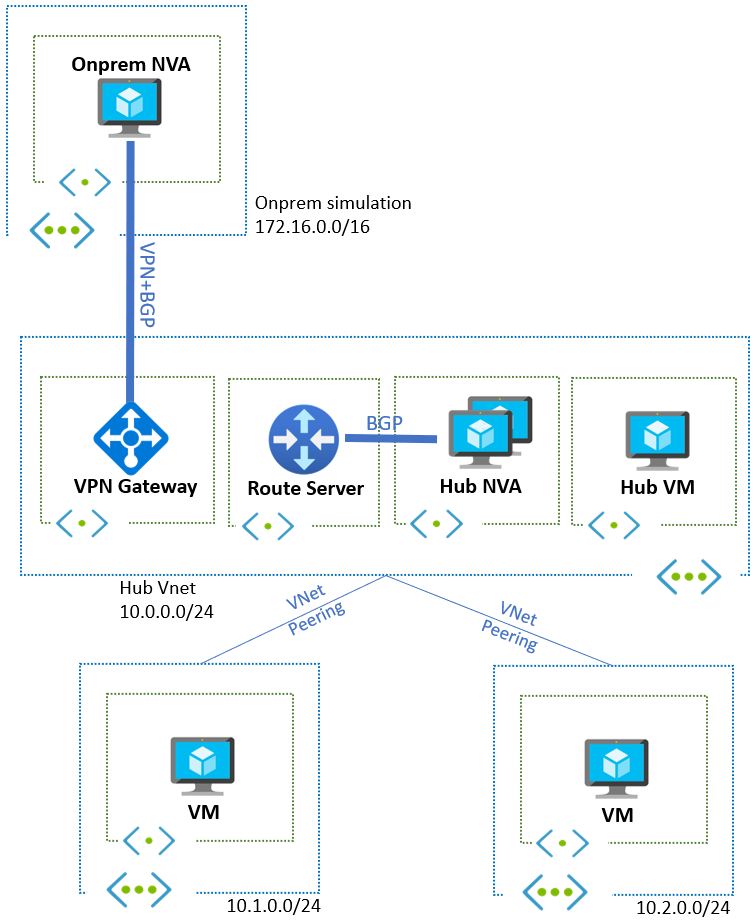 Onprem NVA
Onprem simulation
172.16.0.0/16
VPN+BGP
BGP
VPN Gateway
Route Server
Hub NVA
Hub VM
Hub Vnet
10.0.0.0/24
VNet
Peering
VNet
Peering
VM
10.1.0.0/24
VM
10.2.0.0/24